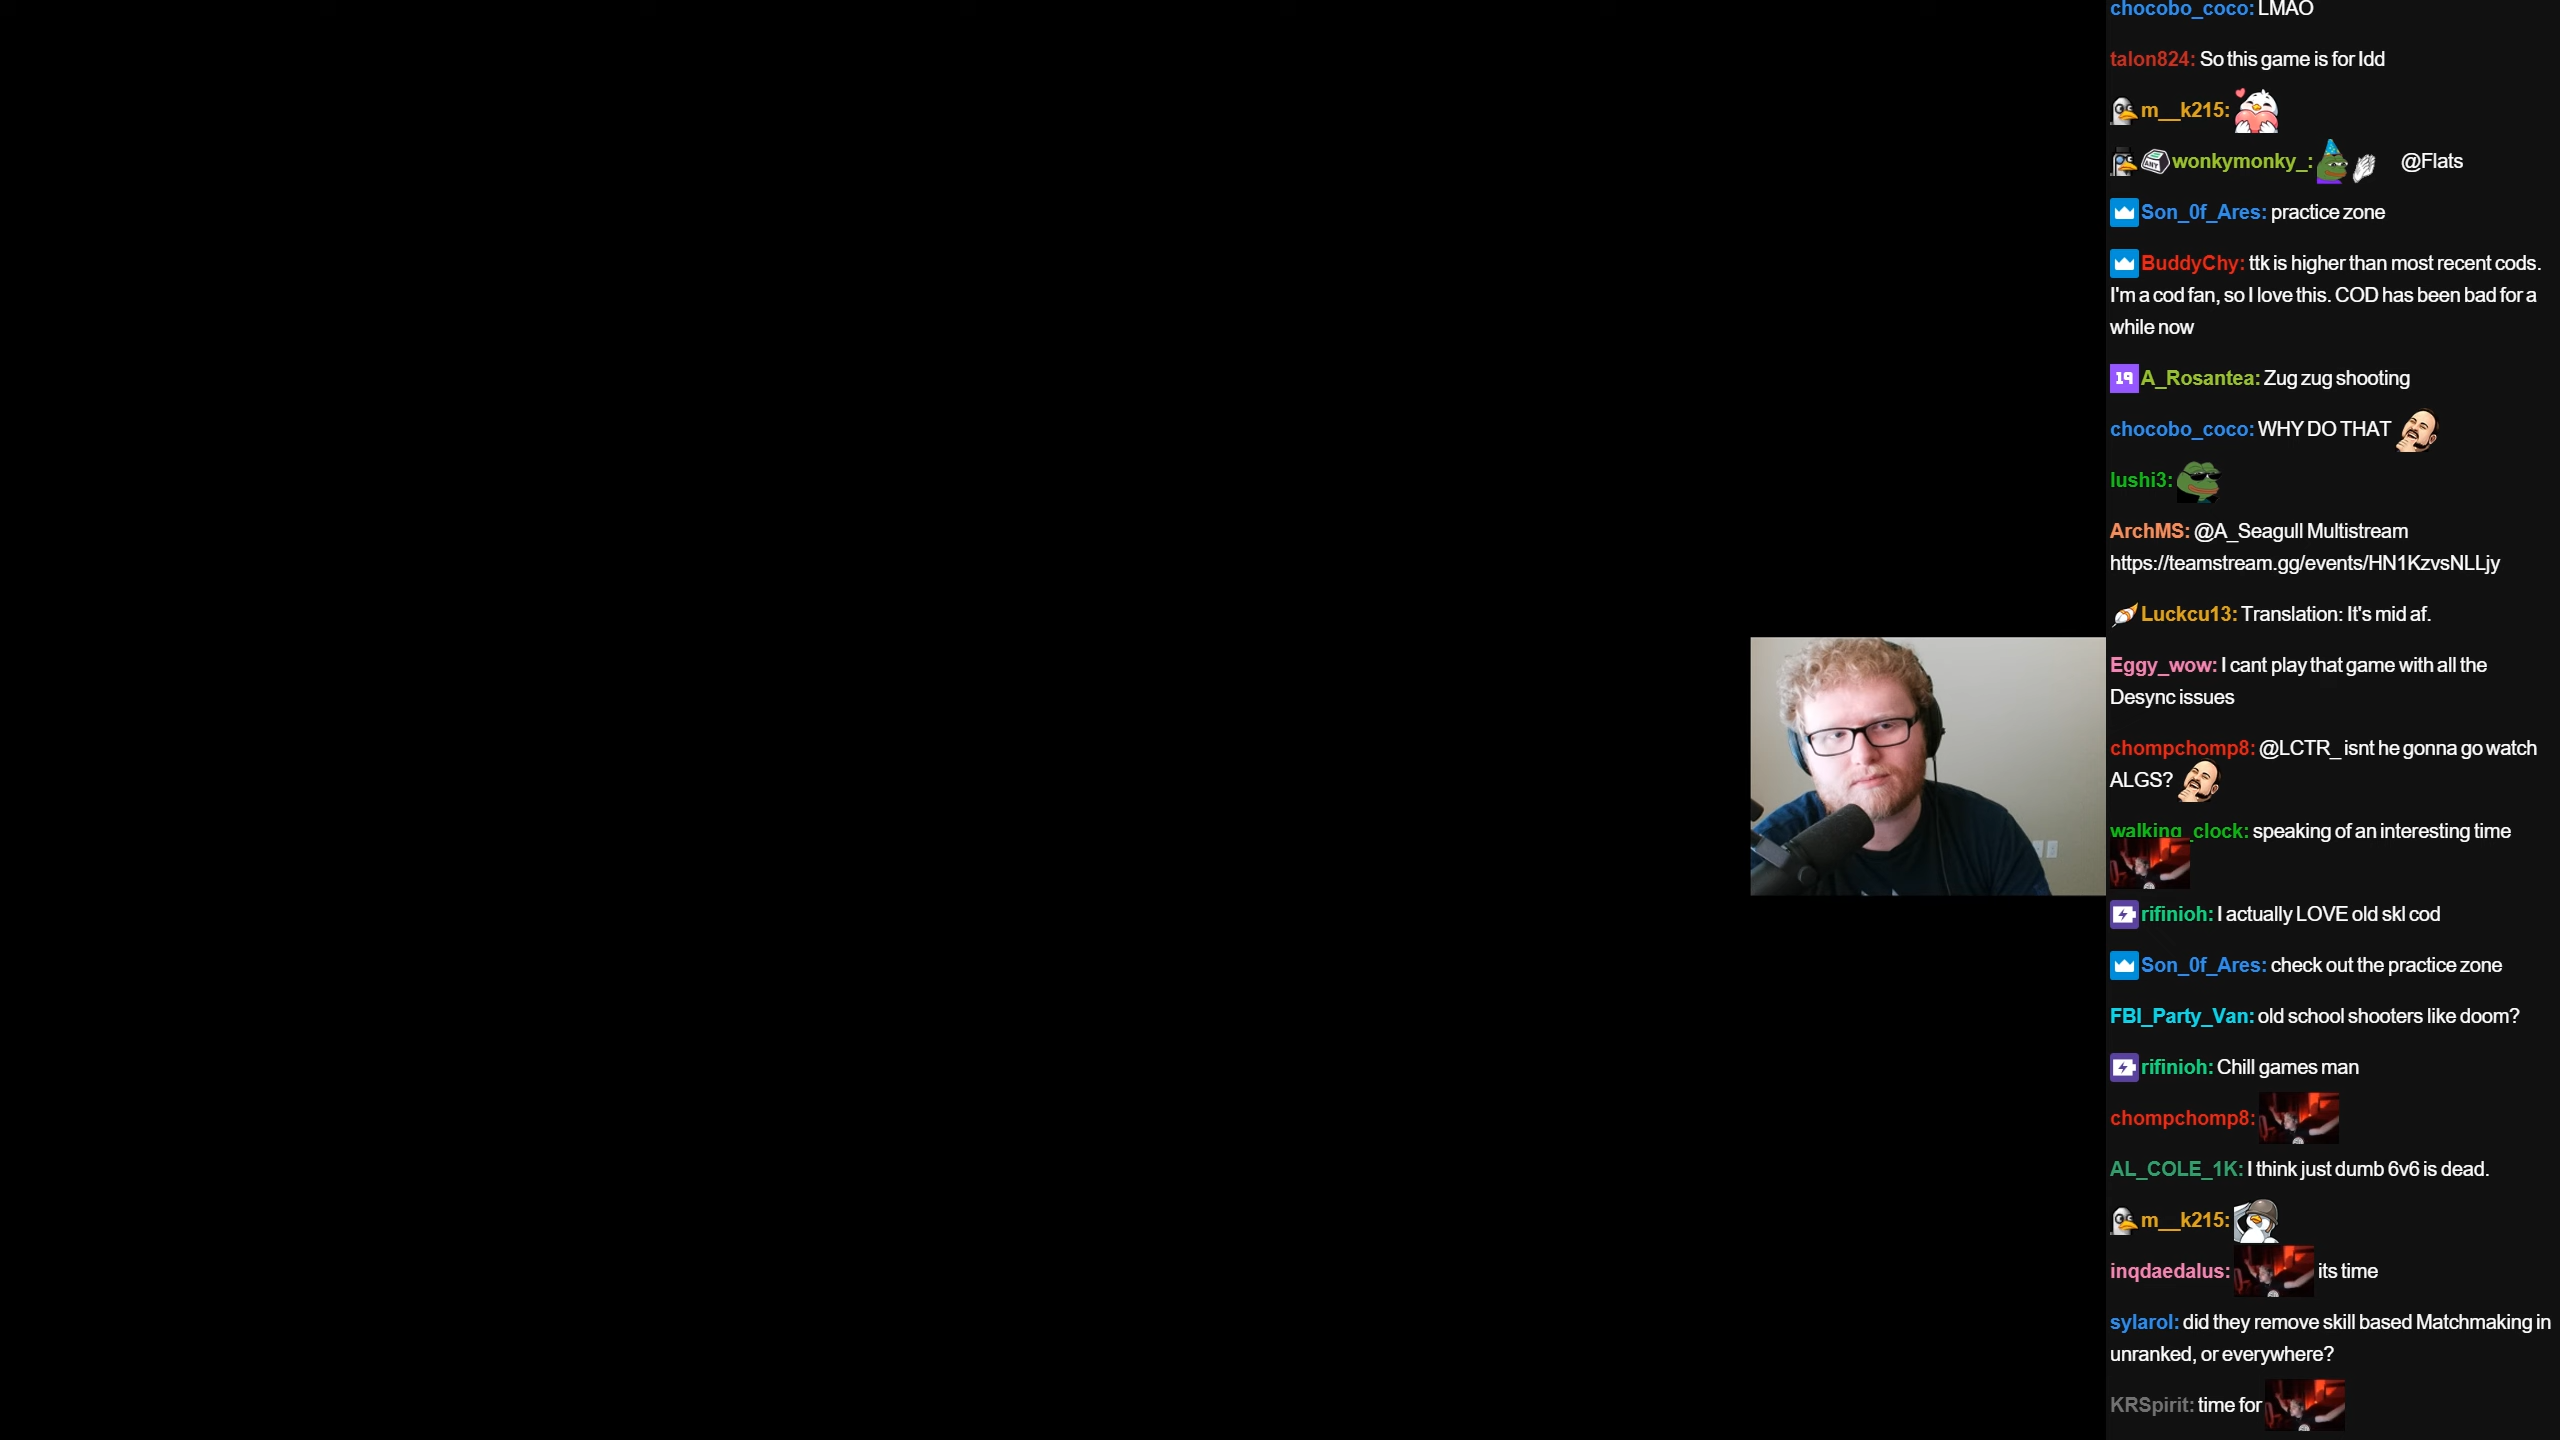 chocobo_coco: LMAO
talon824: So this game is for Idd
m__k215:
wonkymonky_: @Flats
Son_0f_Ares: practice zone
BuddyChy: ttk is higher than most recent cods.
I'm a cod fan, so I love this. COD has been bad for a
while now
19 A_Rosantea: Zug zug shooting
chocobo_coco: WHY DO THAT
lushi3:
ArchMS: @A_Seagull Multistream
https://teamstream.gg/events/HN1KzvsNLLjy
Luckcu13: Translation: It's mid af.
Eggy_wow: I cant play that game with all the
Desync issues
chompchomp8: @LCTR_ isnt he gonna go watch
ALGS?
walking_clock: speaking of an interesting time
rifinioh: I actually LOVE old skl cod
Son_0f_Ares: check out the practice zone
FBI_Party_Van: old school shooters like doom?
rifinioh: Chill games man
chompchomp8:
AL_COLE_1K: I think just dumb 6v6 is dead.
m__k215:
inqdaedalus: its time
sylarol: did they remove skill based Matchmaking in
unranked, or everywhere?
KRSpirit: time for